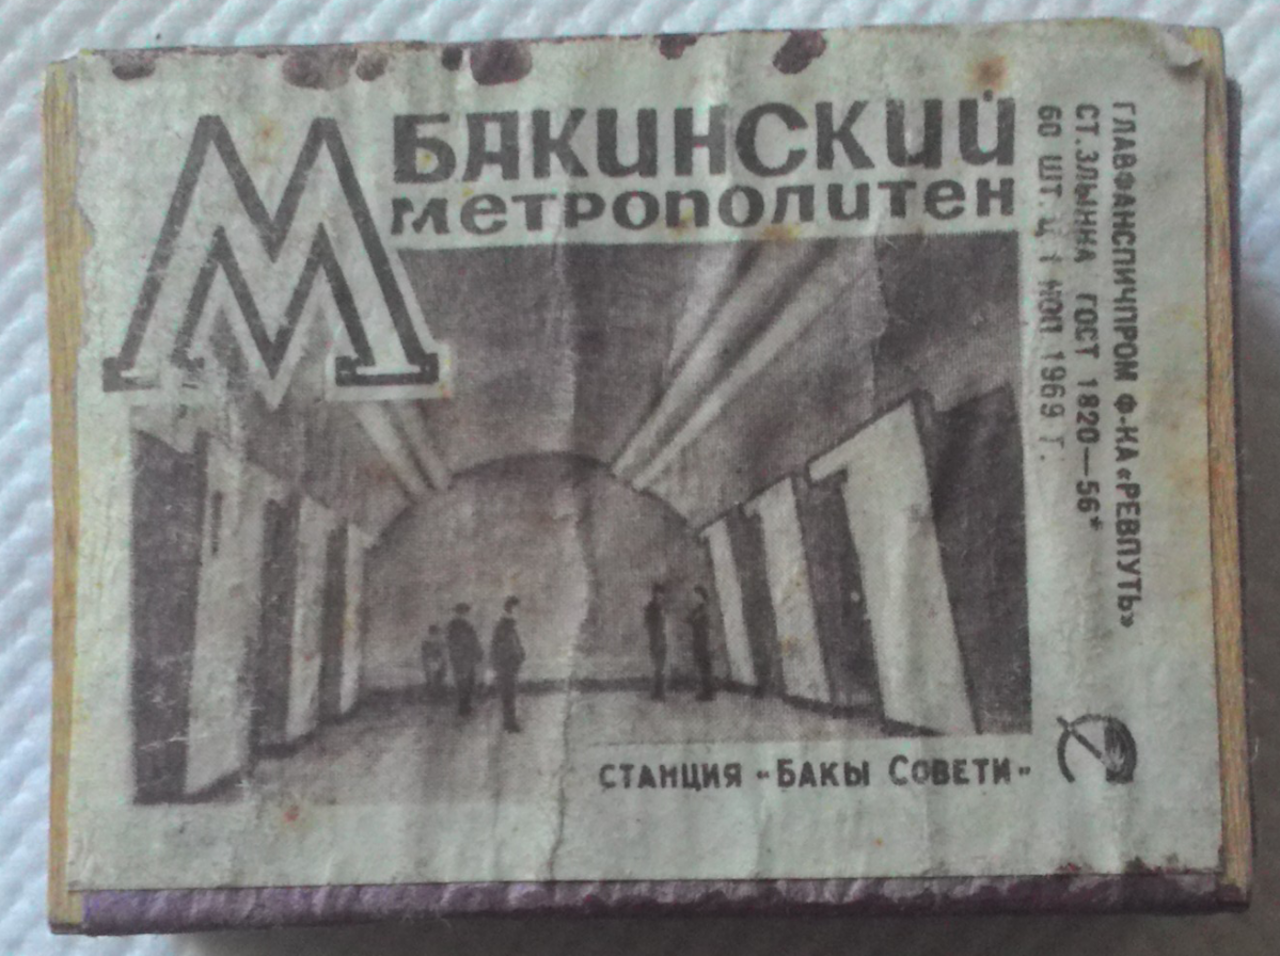 М
БАКИНСКИЙ
МЕТРОПОЛИТЕН
СТАНЦИЯ "БАКЫ СОВЕТИ"
ГЛАВФАНСПИЧПРОМ Ф-КА «РЕВПУТЬ»
СТ. ЗЛЫНКА ГОСТ 1820—56*
60 ШТ. Ц 1 КОП 1969 Г.